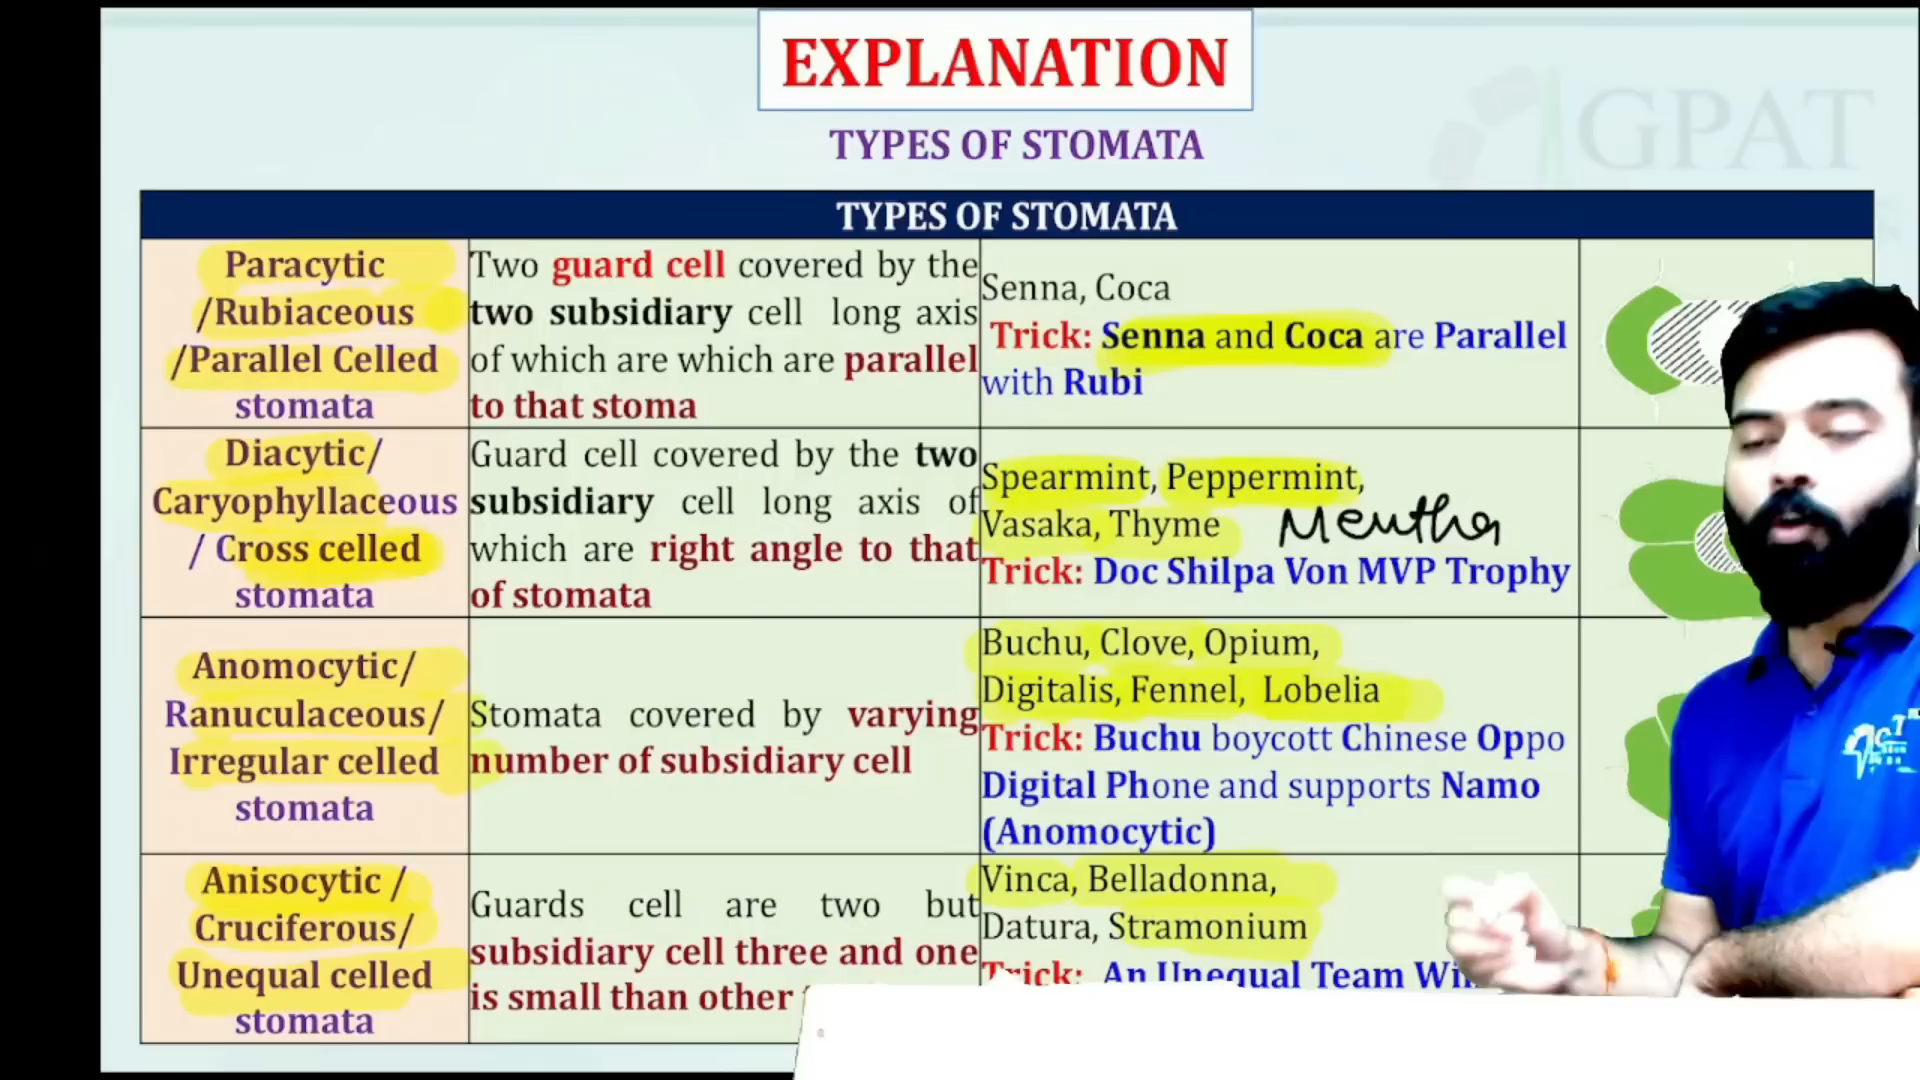 EXPLANATION
GPAT
TYPES OF STOMATA
TYPES OF STOMATA
Paracytic
/Rubiaceous
/Parallel Celled
stomata
Two guard cell covered by the
two subsidiary cell long axis
of which are which are parallel
to that stoma
Senna, Coca
Trick: Senna and Coca are Parallel
with Rubi
Diacytic/
Caryophyllaceous
/ Cross celled
stomata
Guard cell covered by the two
subsidiary cell long axis of
which are right angle to that
of stomata
Spearmint, Peppermint,
Vasaka, Thyme
Mentha
Trick: Doc Shilpa Von MVP Trophy
Anomocytic/
Ranuculaceous/
Irregular celled
stomata
Stomata covered by varying
number of subsidiary cell
Buchu, Clove, Opium,
Digitalis, Fennel, Lobelia
Trick: Buchu boycott Chinese Oppo
Digital Phone and supports Namo
(Anomocytic)
Anisocytic /
Cruciferous/
Unequal celled
stomata
Guards cell are two but
subsidiary cell three and one
is small than other
Vinca, Belladonna,
Datura, Stramonium
Trick: An Unequal Team